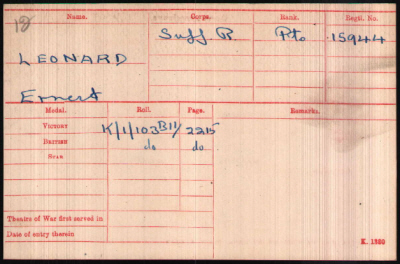 Name. Corps. Rank. Regtl. No.
12 Suff. R. Pte 15944
LEONARD
Ernest
Medal. Roll. Page. Remarks.
VICTORY K/1/103B11/ 2215
BRITISH do do
STAR
Theatre of War first served in
Date of entry therein
K. 1380